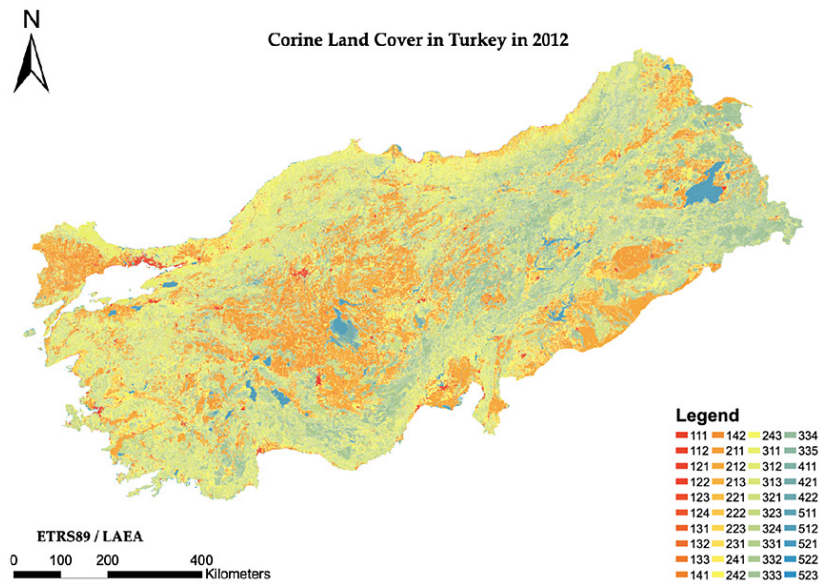 N
Corine Land Cover in Turkey in 2012
Legend
111 142 243 334
112 211 311 335
121 212 312 411
122 213 313 421
123 221 321 422
124 222 323 511
131 223 324 512
132 231 331 521
133 241 332 522
141 242 333 523
ETRS89 / LAEA
0 100 200 400
Kilometers